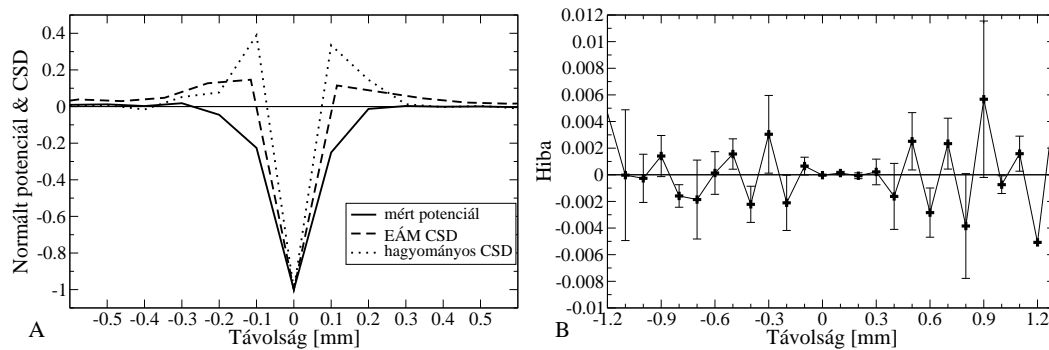 Normált potenciál & CSD
0.4
0.2
0
-0.2
-0.4
-0.6
-0.8
-1
mért potenciál
EÁM CSD
hagyományos CSD
-0.5 -0.4 -0.3 -0.2 -0.1 0 0.1 0.2 0.3 0.4 0.5
Távolság [mm]
A
Hiba
0.012
0.01
0.008
0.006
0.004
0.002
0
-0.002
-0.004
-0.006
-0.008
-0.01
-1.2 -0.9 -0.6 -0.3 0 0.3 0.6 0.9 1.2
Távolság [mm]
B